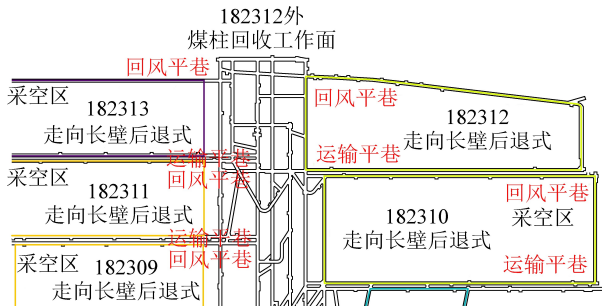 182312外
煤柱回收工作面
回风平巷
采空区
182313
走向长壁后退式
运输平巷
回风平巷
182312
走向长壁后退式
运输平巷
采空区
回风平巷
182311
走向长壁后退式
运输平巷
回风平巷
182310
采空区
走向长壁后退式
运输平巷
采空区
回风平巷
182309
走向长壁后退式